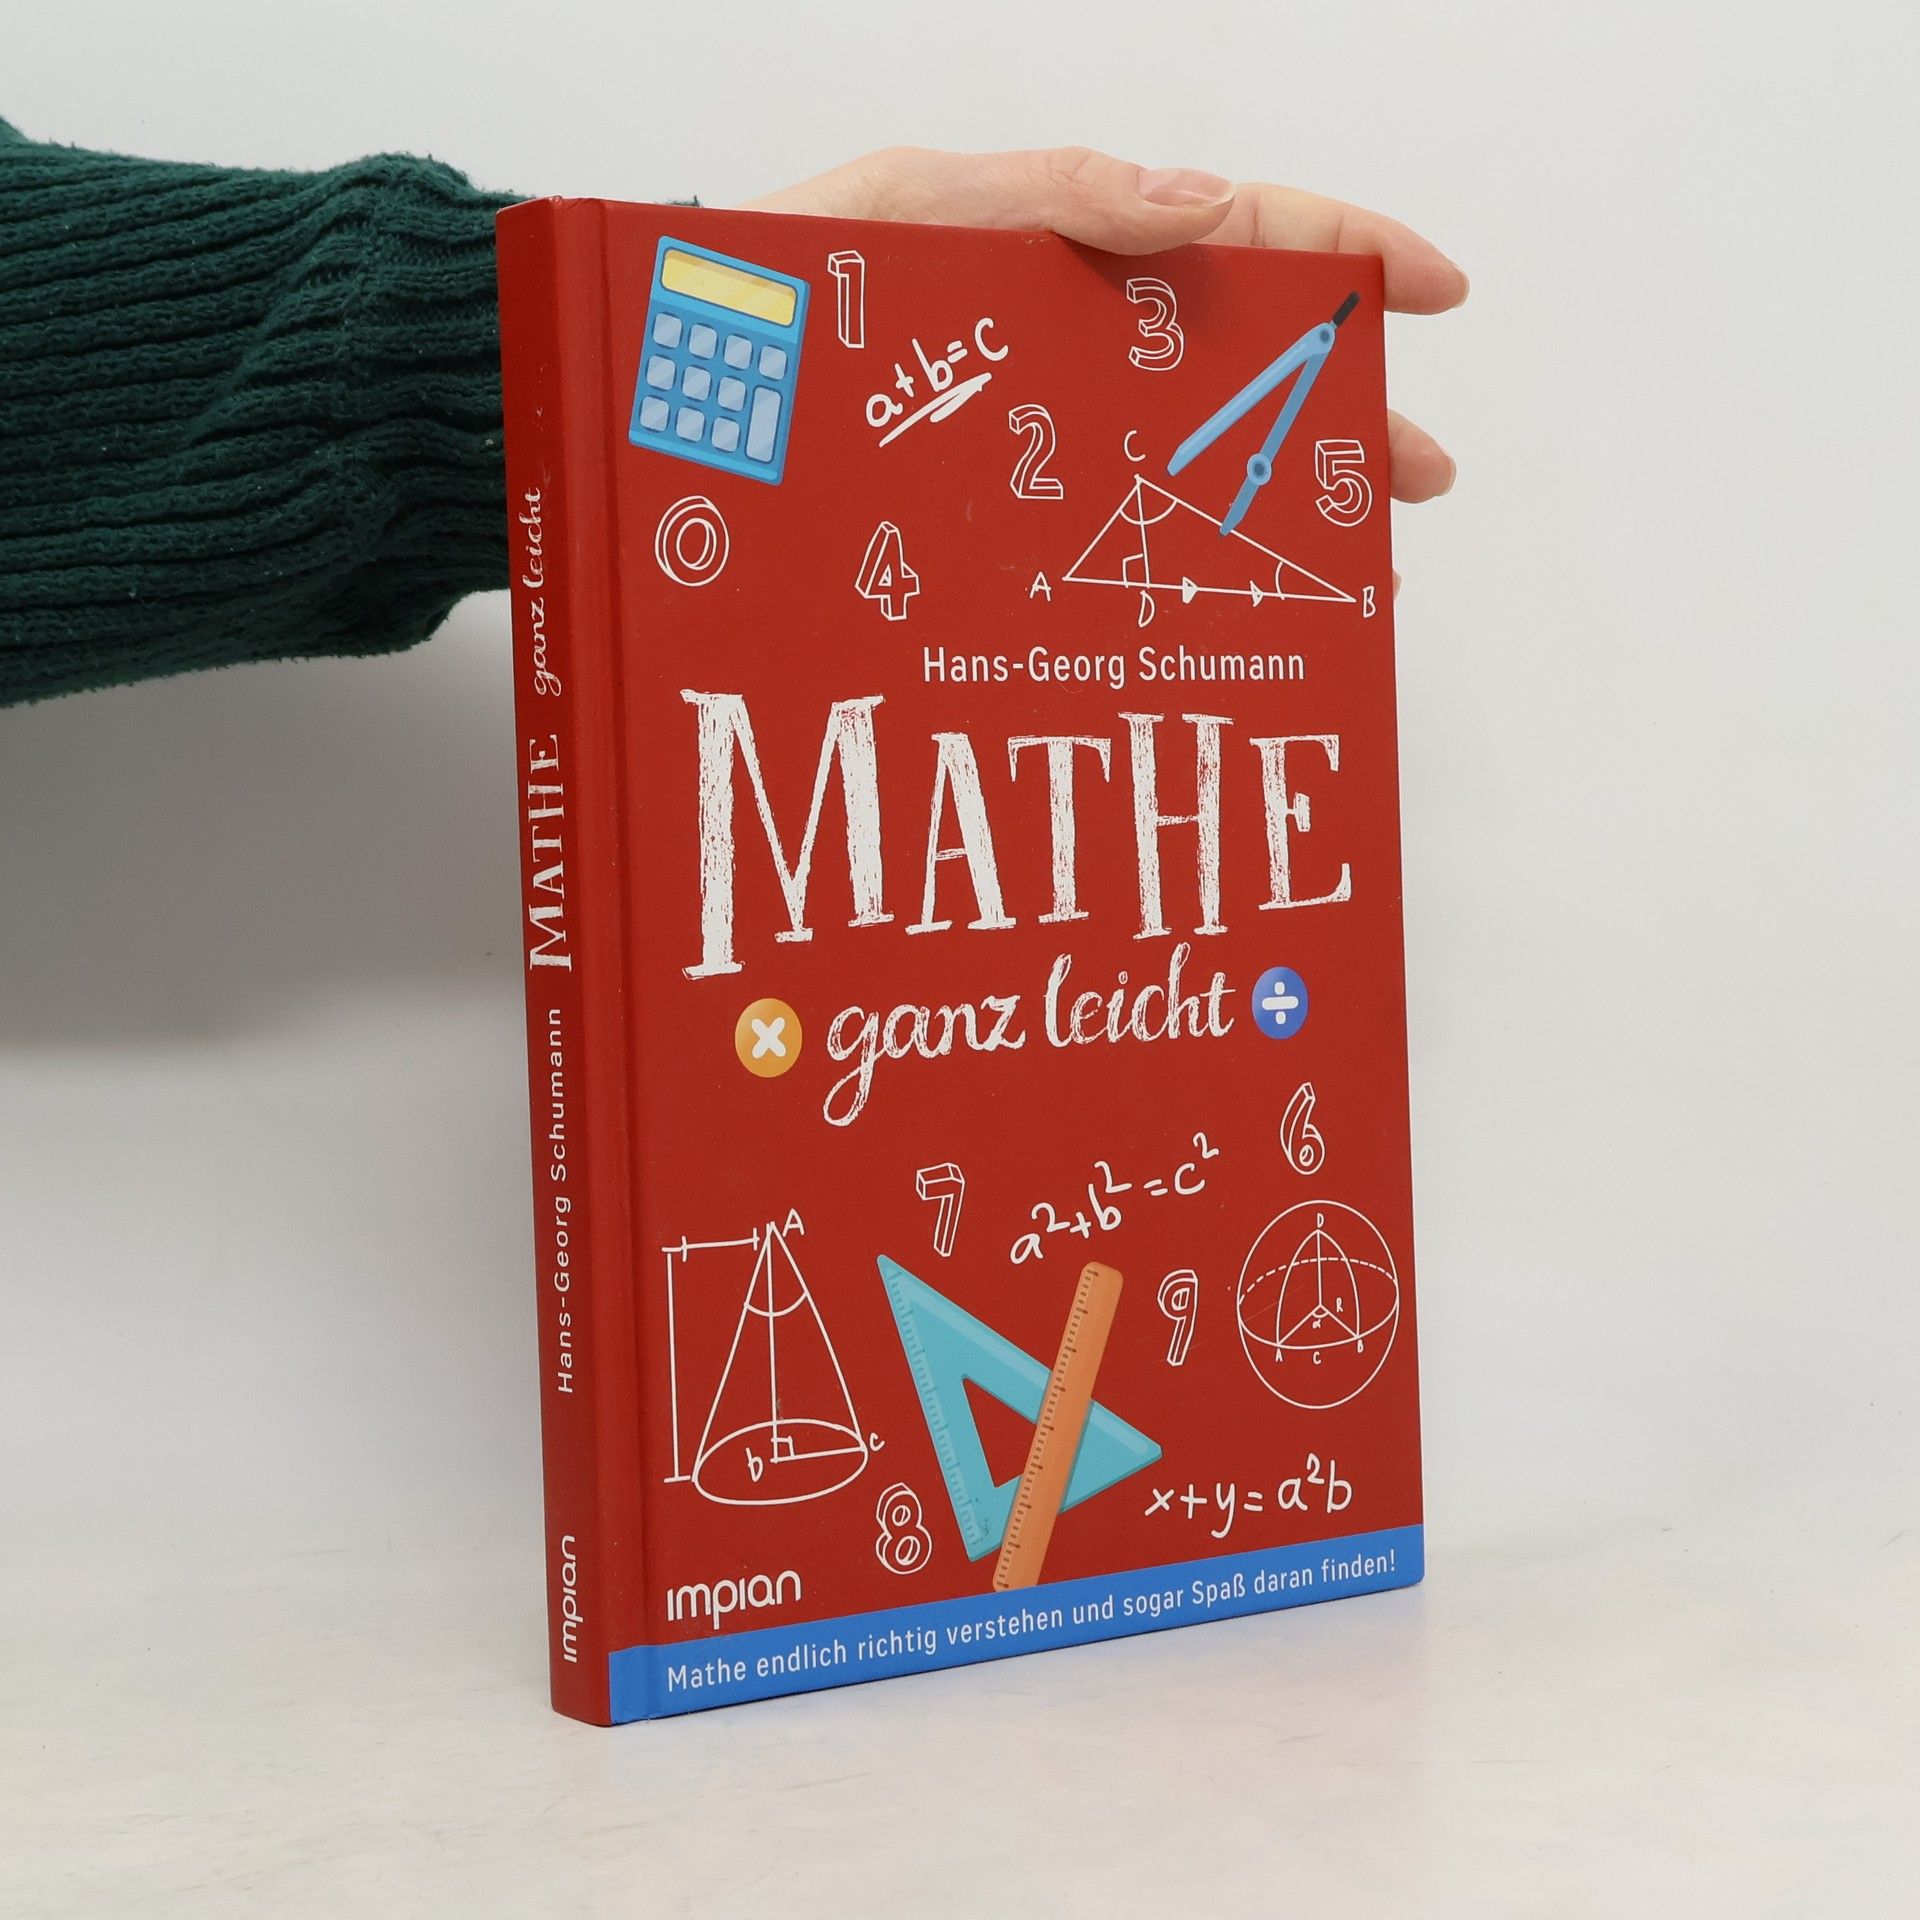 1
3
a+b=c
2
C
5
0
4
A
D
B
Hans-Georg Schumann
MATHE
× ganz leicht ÷
6
7
a²+b²=c²
A
D
9
R
α
A
C
B
b
c
x+y=a²b
8
impian
Mathe endlich richtig verstehen und sogar Spaß daran finden!
impian Hans-Georg Schumann MATHE ganz leicht